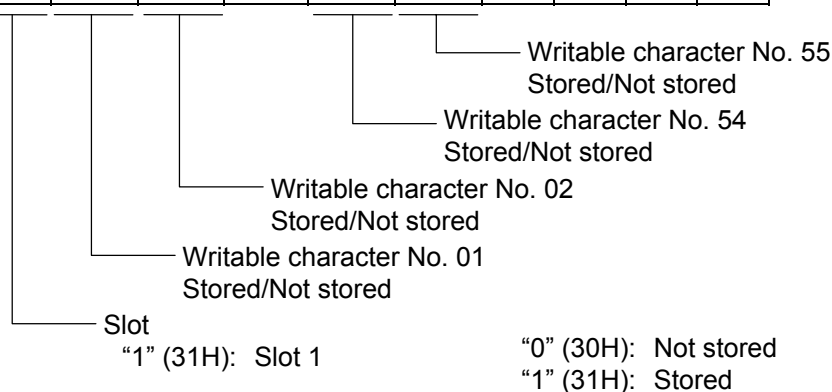 Writable character No. 55
Stored/Not stored
Writable character No. 54
Stored/Not stored
Writable character No. 02
Stored/Not stored
Writable character No. 01
Stored/Not stored
Slot
“1” (31H): Slot 1
“0” (30H): Not stored
“1” (31H): Stored